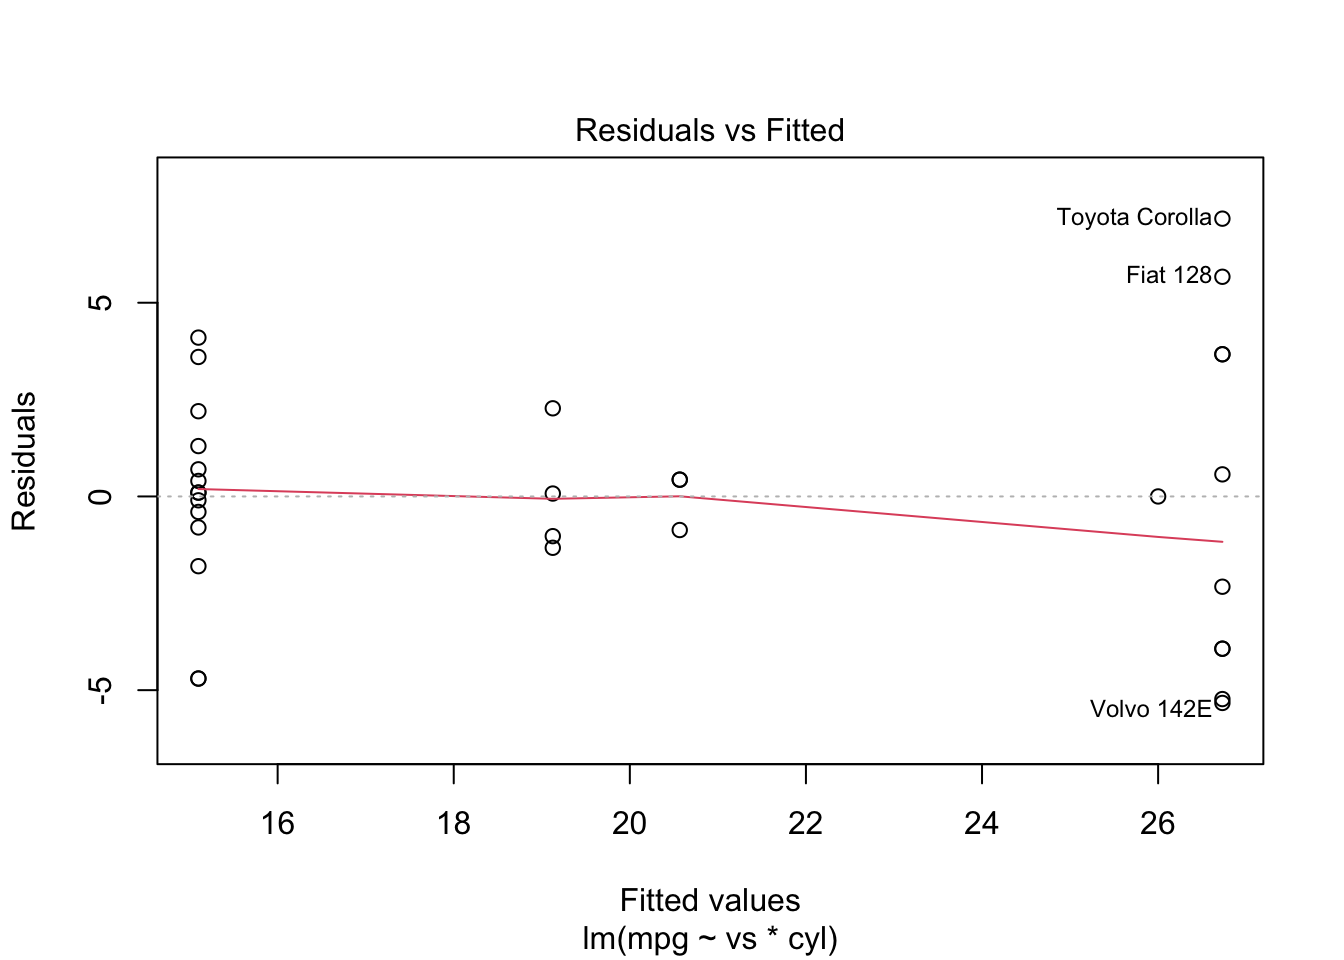 Residuals vs Fitted
Toyota Corolla
Fiat 128
Volvo 142E
Residuals
5
0
-5
16 18 20 22 24 26
Fitted values
lm(mpg ~ vs * cyl)